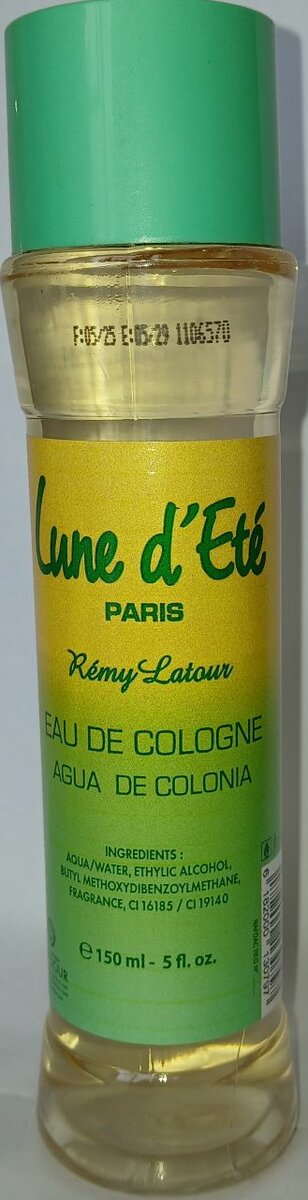 F:05/25 E:05/29 1106570
Lune d'Eté
PARIS
Rémy Latour
EAU DE COLOGNE
AGUA DE COLONIA
INGREDIENTS :
AQUA/WATER, ETHYLIC ALCOHOL,
BUTYL METHOXYDIBENZOYLMETHANE,
FRAGRANCE, CI 16185 / CI 19140
e 150 ml - 5 fl. oz.